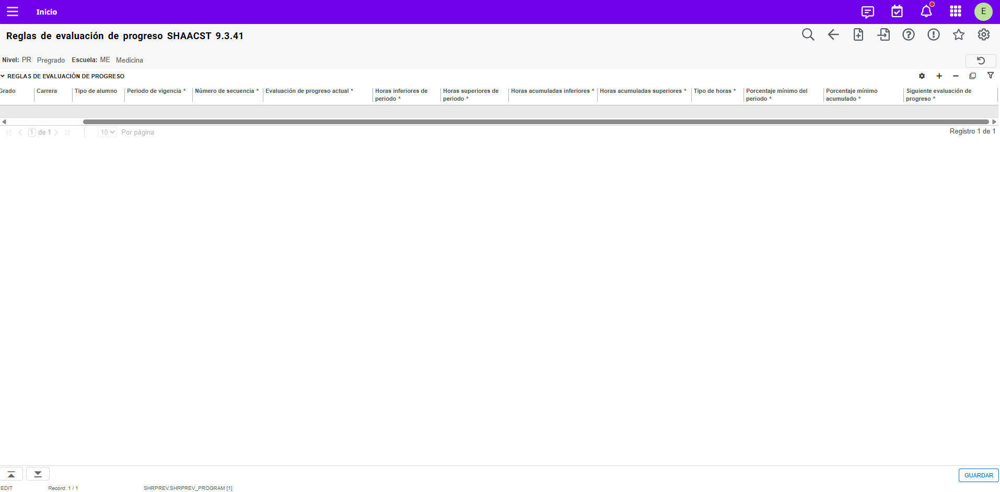 Inicio
E
Reglas de evaluación de progreso SHAACST 9.3.41
Nivel: PR Pregrado Escuela: ME Medicina
REGLAS DE EVALUACIÓN DE PROGRESO
Grado
Carrera
Tipo de alumno
Periodo de vigencia *
Número de secuencia *
Evaluación de progreso actual *
Horas inferiores de
periodo *
Horas superiores de
periodo *
Horas acumuladas inferiores *
Horas acumuladas superiores *
Tipo de horas *
Porcentaje mínimo del
periodo *
Porcentaje mínimo
acumulado *
Siguiente evaluación de
progreso *
1 de 1
10 Por página
Registro 1 de 1
GUARDAR
EDIT
Record: 1 / 1
SHRPREV.SHRPREV_PROGRAM [1]